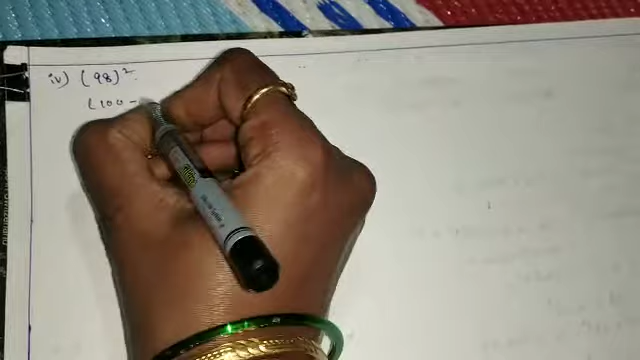 iv) (98)².
(100 -